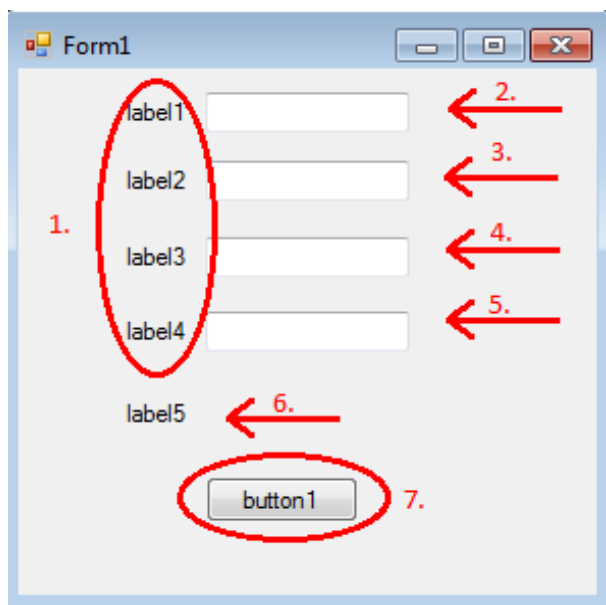 Form1
label1 2.
label2 3.
1.
label3 4.
label4 5.
label5 6.
button1 7.